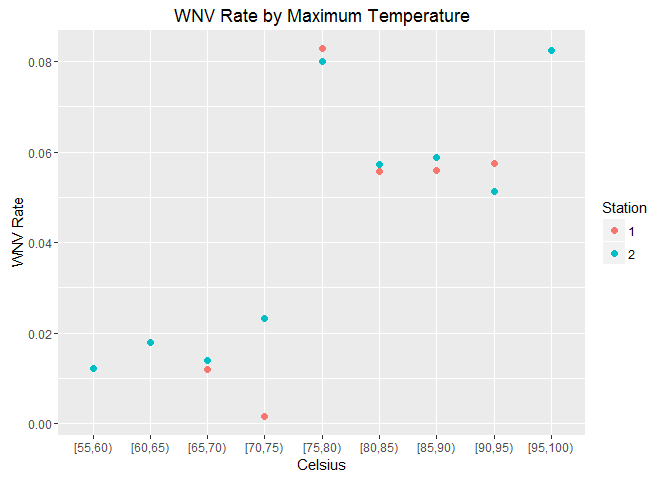 WNV Rate by Maximum Temperature
0.08
0.06
0.04
0.02
0.00
WNV Rate
[55,60) [60,65) [65,70) [70,75) [75,80) [80,85) [85,90) [90,95) [95,100)
Celsius
Station
1
2